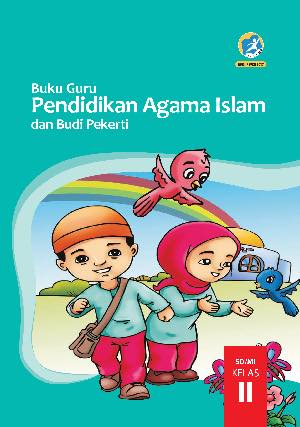 Buku Guru
Pendidikan Agama Islam
dan Budi Pekerti
SD/MI
KELAS
II